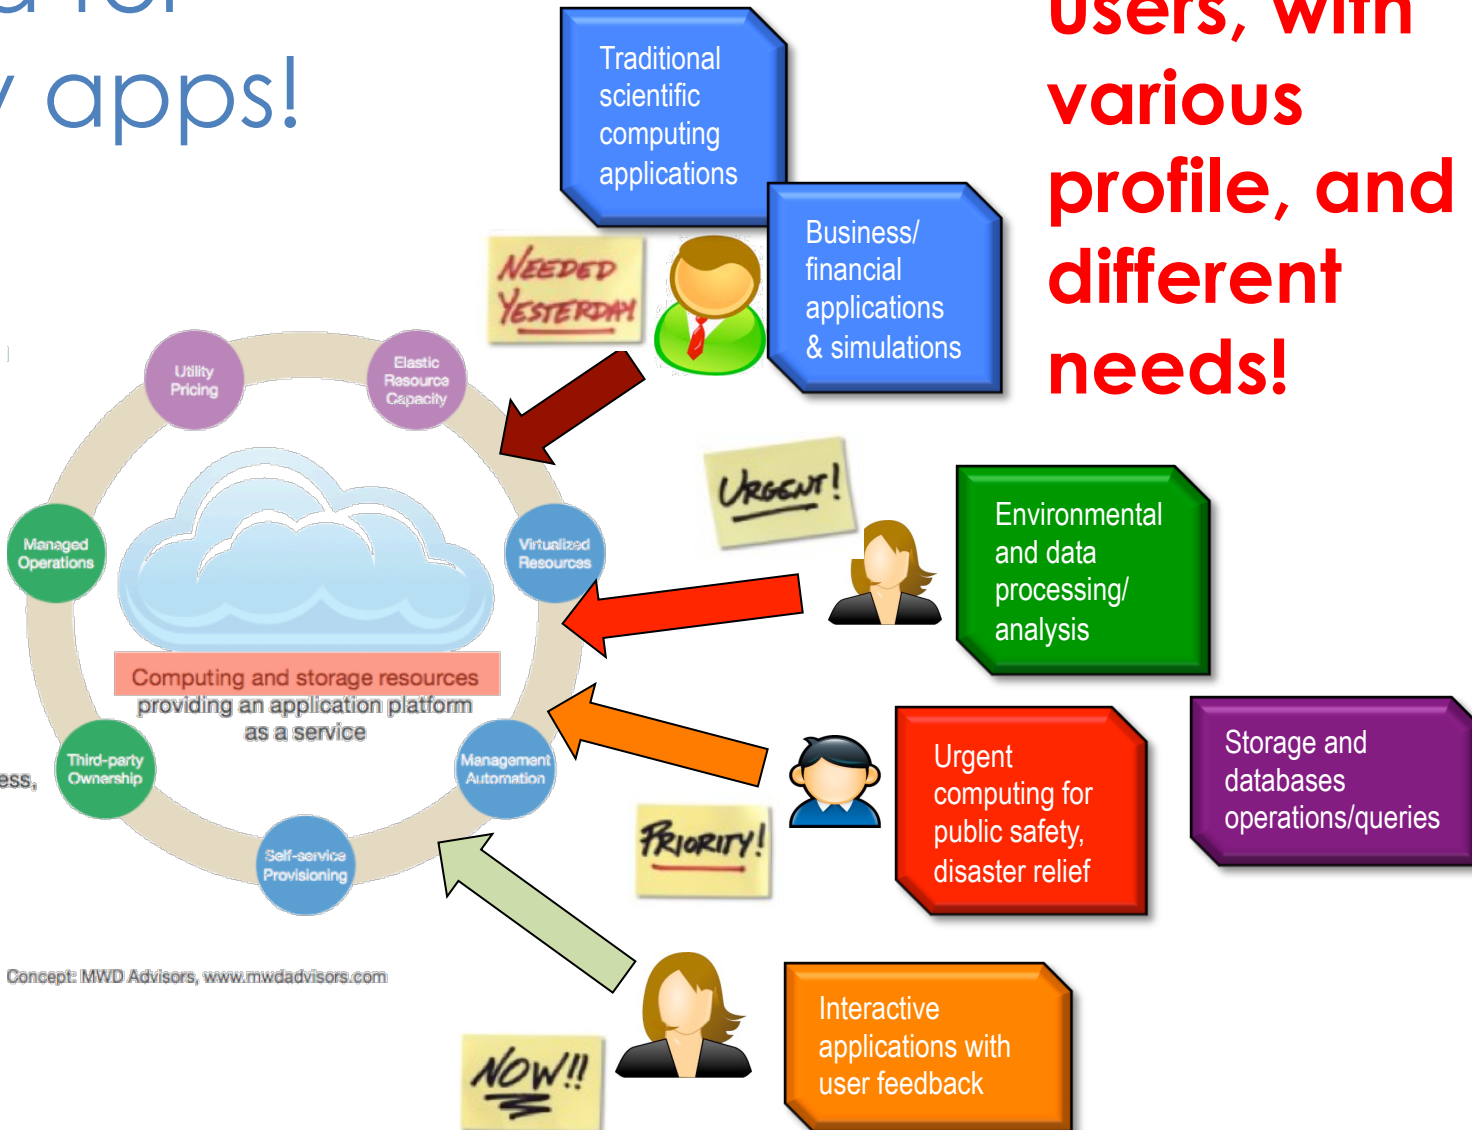 apps!
users, with
various
profile, and
different
needs!
Traditional
scientific
computing
applications
Business/
financial
applications
& simulations
NEEDED
YESTERDAY
Utility
Pricing
Elastic
Resource
Capacity
URGENT!
Environmental
and data
processing/
analysis
Managed
Operations
Virtualized
Resources
Computing and storage resources
providing an application platform
as a service
Third-party
Ownership
Management
Automation
Self-service
Provisioning
PRIORITY!
Urgent
computing for
public safety,
disaster relief
Storage and
databases
operations/queries
Concept: MWD Advisors, www.mwdadvisors.com
NOW!!
Interactive
applications with
user feedback